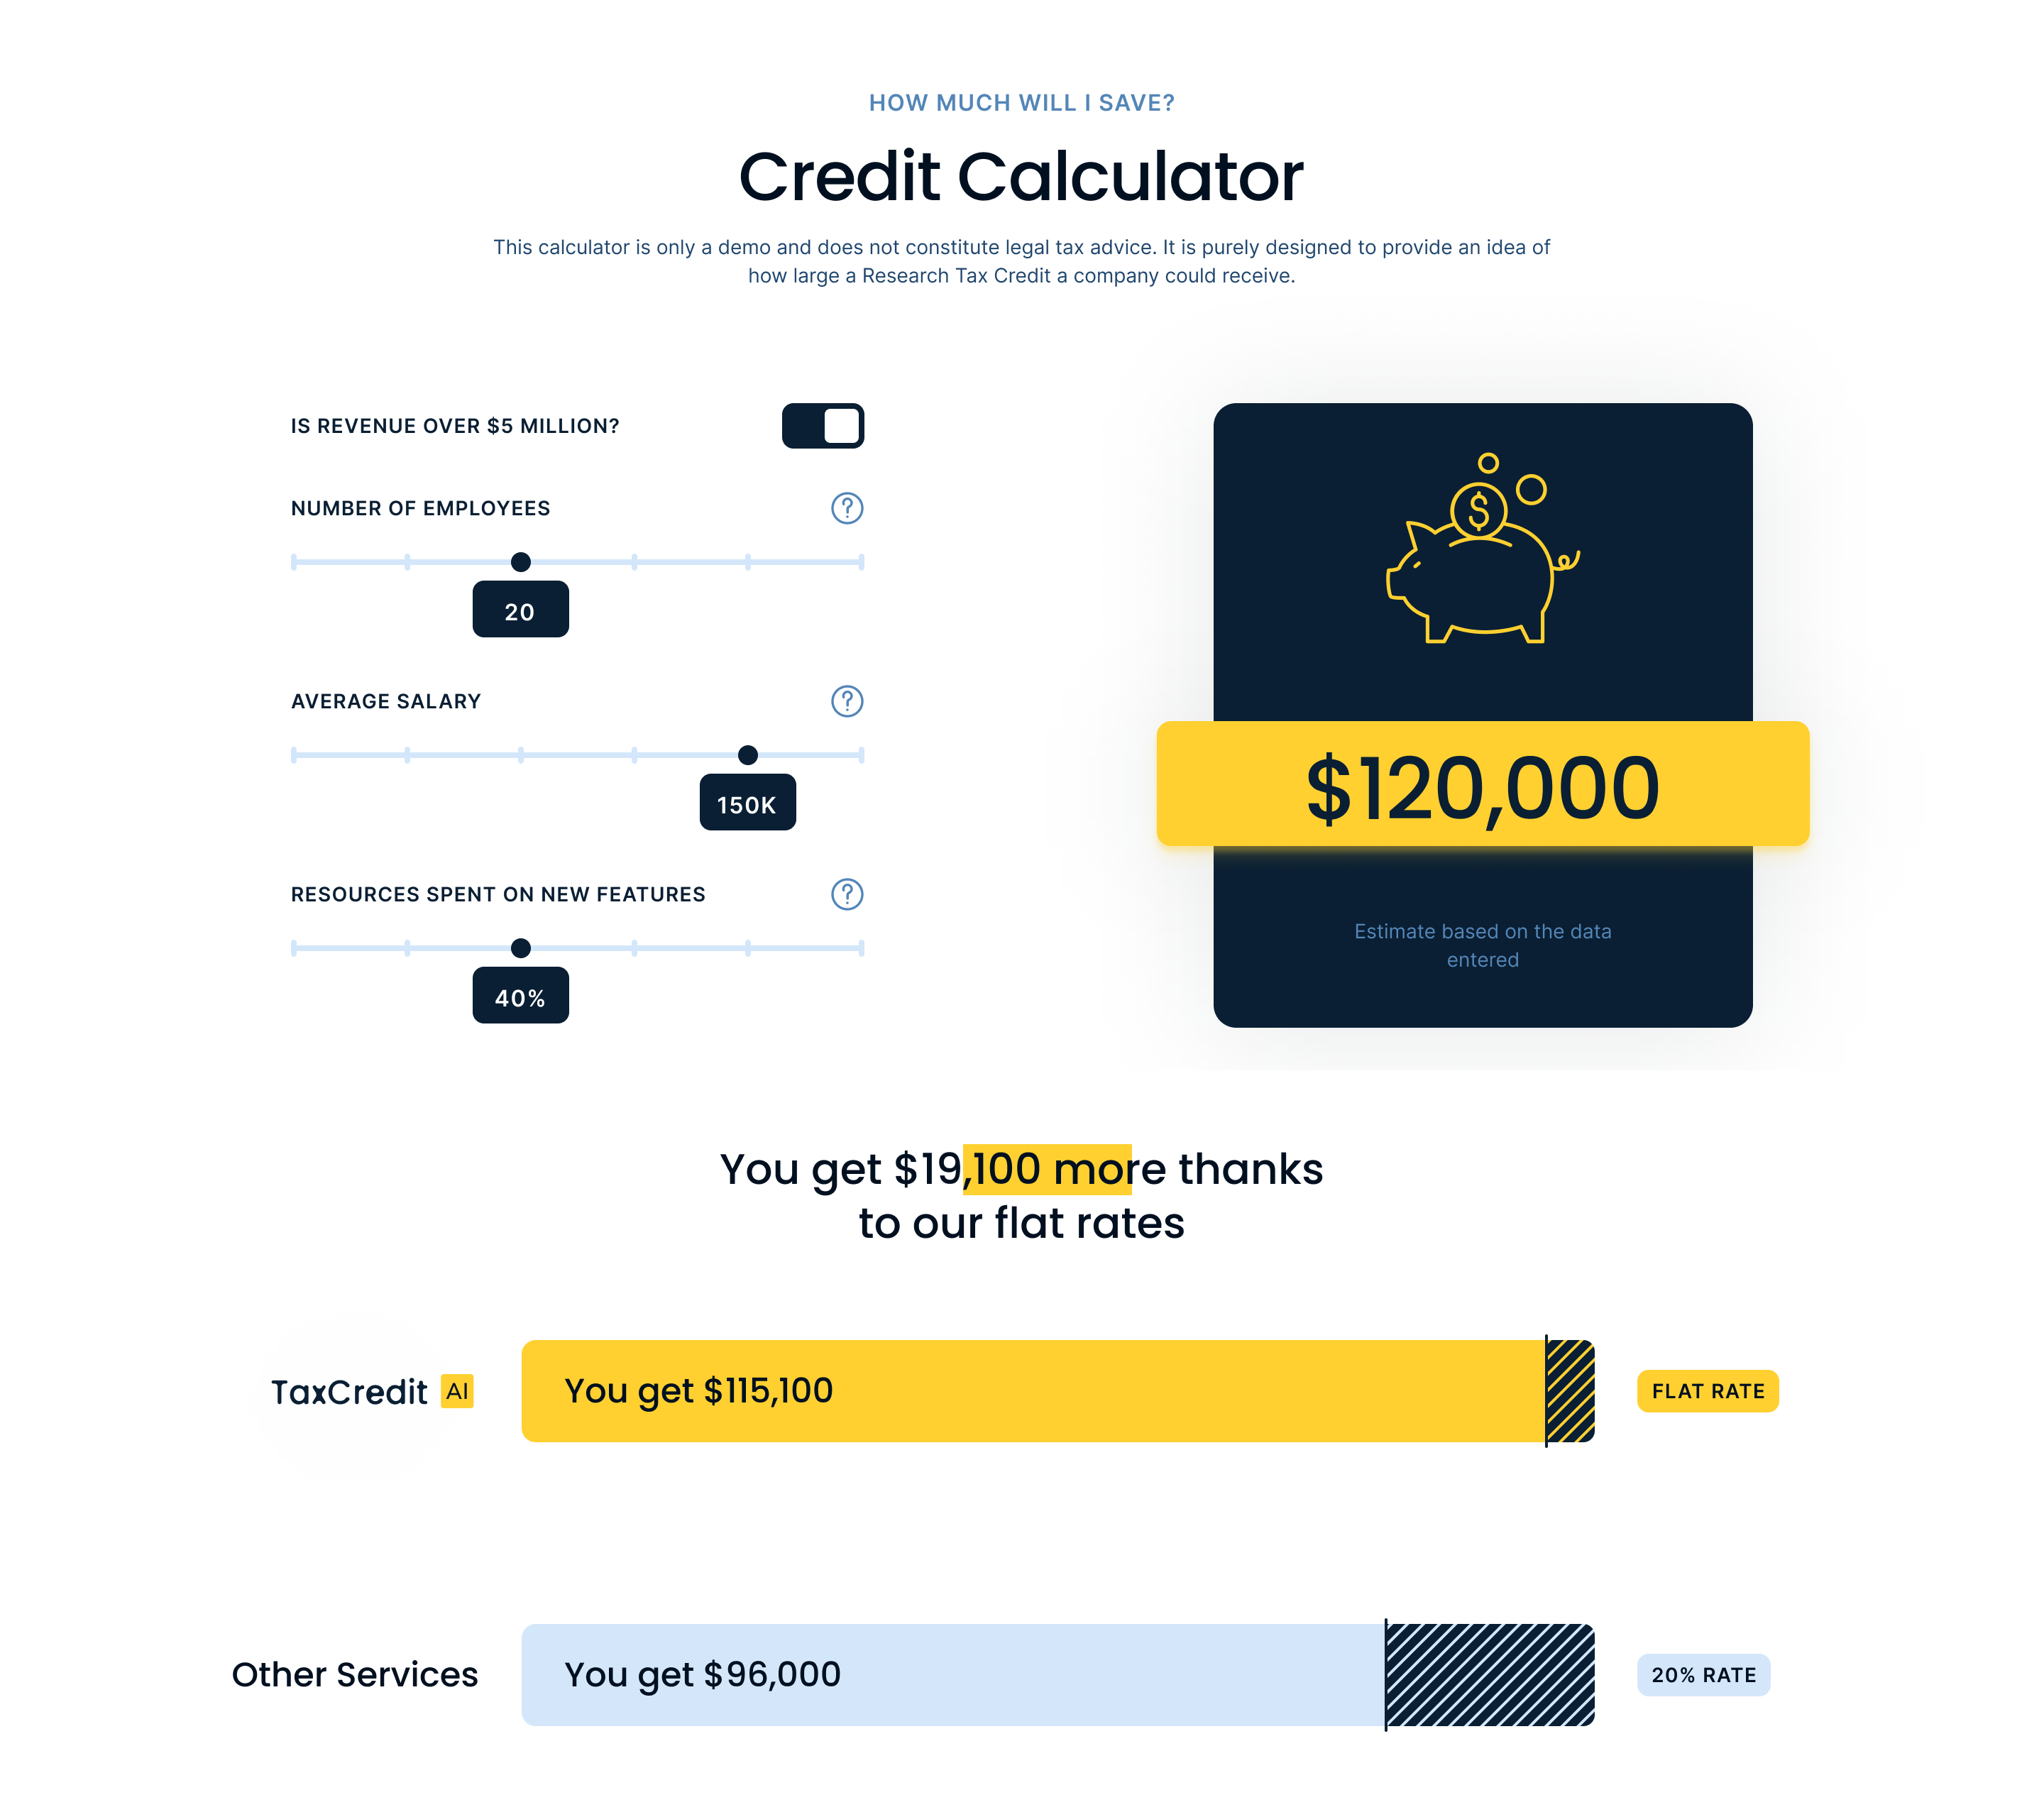 HOW MUCH WILL I SAVE?
Credit Calculator
This calculator is only a demo and does not constitute legal tax advice. It is purely designed to provide an idea of
how large a Research Tax Credit a company could receive.
IS REVENUE OVER $5 MILLION?
NUMBER OF EMPLOYEES ?
20
AVERAGE SALARY ?
150K
RESOURCES SPENT ON NEW FEATURES ?
40%
$
$120,000
Estimate based on the data
entered
You get $19,100 more thanks
to our flat rates
TaxCredit AI
You get $115,100
FLAT RATE
Other Services
You get $96,000
20% RATE